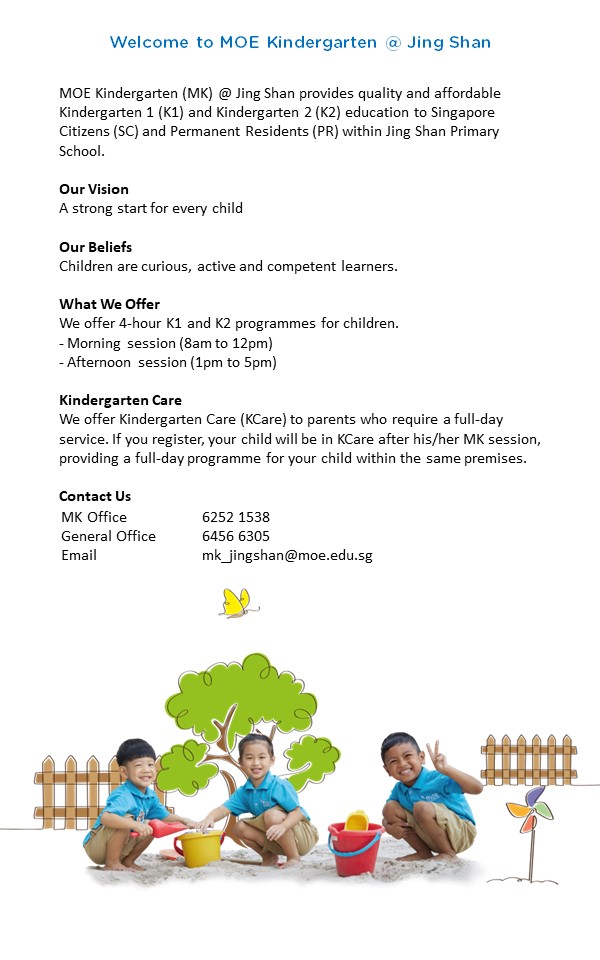 Welcome to MOE Kindergarten @ Jing Shan
MOE Kindergarten (MK) @ Jing Shan provides quality and affordable
Kindergarten 1 (K1) and Kindergarten 2 (K2) education to Singapore
Citizens (SC) and Permanent Residents (PR) within Jing Shan Primary
School.
Our Vision
A strong start for every child
Our Beliefs
Children are curious, active and competent learners.
What We Offer
We offer 4-hour K1 and K2 programmes for children.
- Morning session (8am to 12pm)
- Afternoon session (1pm to 5pm)
Kindergarten Care
We offer Kindergarten Care (KCare) to parents who require a full-day
service. If you register, your child will be in KCare after his/her MK session,
providing a full-day programme for your child within the same premises.
Contact Us
MK Office 6252 1538
General Office 6456 6305
Email mk_jingshan@moe.edu.sg